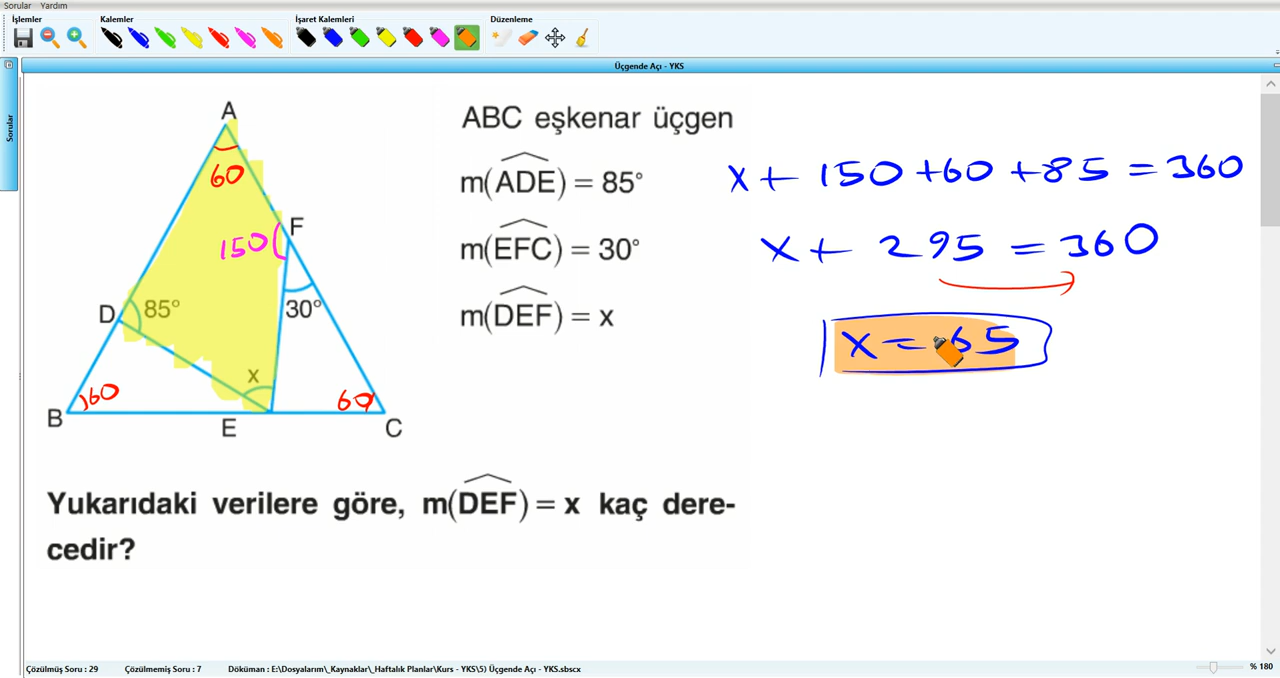 Sorular Yardım
İşlemler Kalemler İşaret Kalemleri Düzenleme
Üçgende Açı - YKS
Sorular
A
60
F
150
D 85° 30°
x
60 60
B E C
ABC eşkenar üçgen
m(ADE) = 85°
m(EFC) = 30°
m(DEF) = x
x + 150 + 60 + 85 = 360
x + 295 = 360
x = 65
Yukarıdaki verilere göre, m(DEF) = x kaç dere-
cedir?
Çözülmüş Soru : 29 Çözülmemiş Soru : 7 Döküman : E:\Dosyalarım\_Kaynaklar\_Haftalık Planlar\Kurs - YKS\5) Üçgende Açı - YKS.sbscx % 180